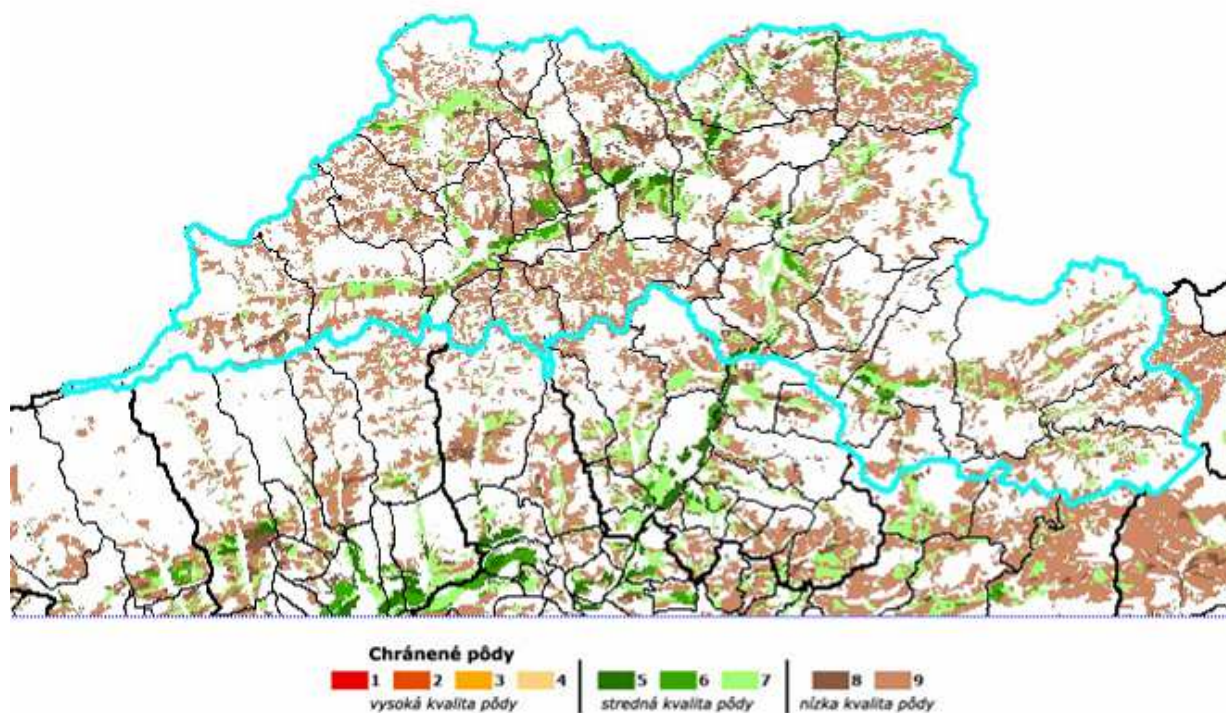 Chránené pôdy
1 2 3 4 5 6 7 8 9
vysoká kvalita pôdy stredná kvalita pôdy nízka kvalita pôdy